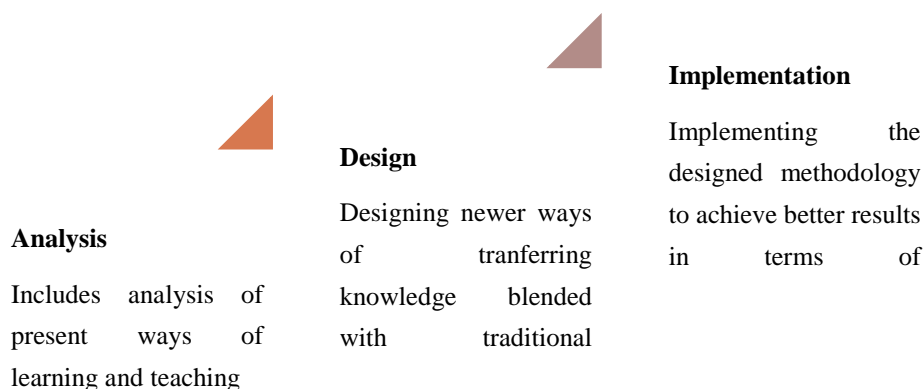 Analysis
Includes analysis of
present ways of
learning and teaching
Design
Designing newer ways
of tranferring
knowledge blended
with traditional
Implementation
Implementing the
designed methodology
to achieve better results
in terms of